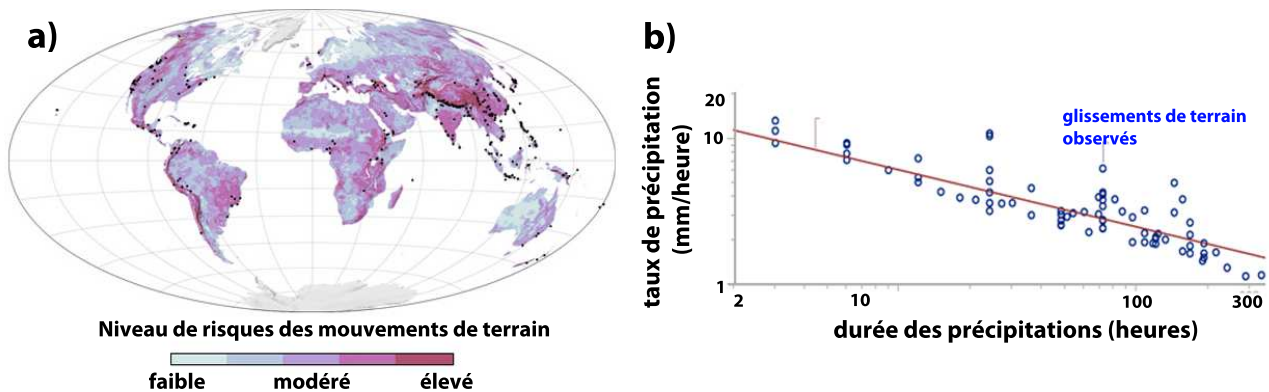 a)
Niveau de risques des mouvements de terrain
faible modéré élevé
b)
taux de précipitation
(mm/heure)
20
10
1
glissements de terrain
observés
2 10 100 300
durée des précipitations (heures)